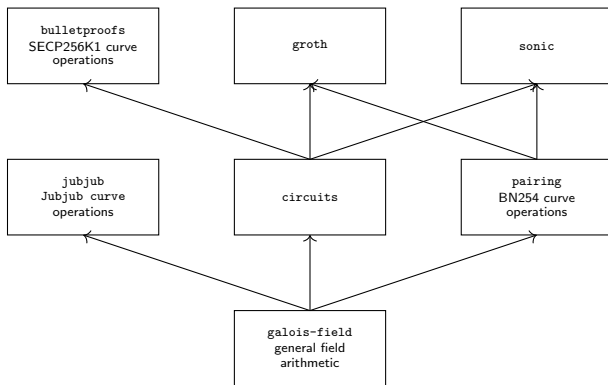 bulletproofs
SECP256K1 curve
operations
groth
sonic
jubjub
Jubjub curve
operations
circuits
pairing
BN254 curve
operations
galois-field
general field
arithmetic